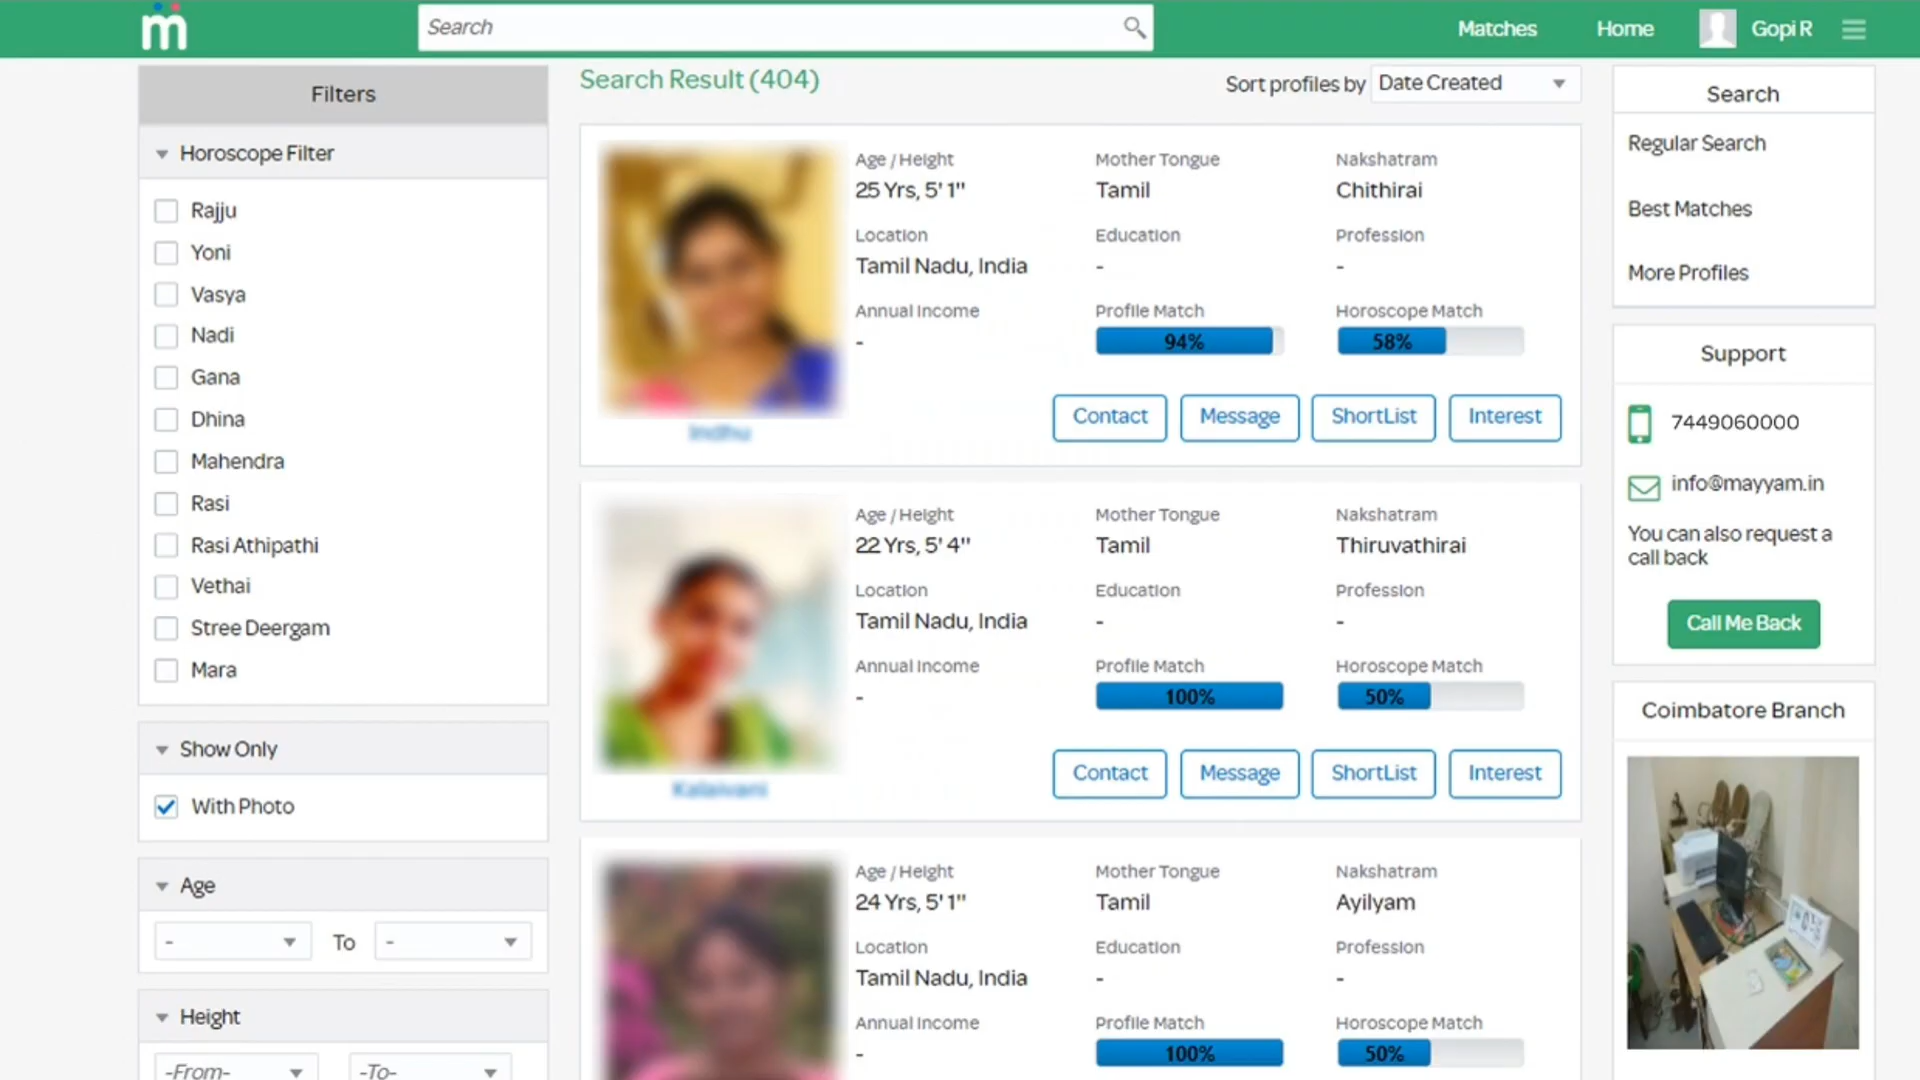 m
Search
Matches
Home
Gopi R
Filters
Horoscope Filter
Rajju
Yoni
Vasya
Nadi
Gana
Dhina
Mahendra
Rasi
Rasi Athipathi
Vethai
Stree Deergam
Mara
Show Only
With Photo
Age
- To -
Height
-From- -To-
Search Result (404)
Sort profiles by Date Created
Age / Height Mother Tongue Nakshatram
25 Yrs, 5' 1" Tamil Chithirai
Location Education Profession
Tamil Nadu, India - -
Annual Income Profile Match Horoscope Match
- 94% 58%
Contact Message ShortList Interest
Indhu
Age / Height Mother Tongue Nakshatram
22 Yrs, 5' 4" Tamil Thiruvathirai
Location Education Profession
Tamil Nadu, India - -
Annual Income Profile Match Horoscope Match
- 100% 50%
Contact Message ShortList Interest
Kalaivani
Age / Height Mother Tongue Nakshatram
24 Yrs, 5' 1" Tamil Ayilyam
Location Education Profession
Tamil Nadu, India - -
Annual Income Profile Match Horoscope Match
- 100% 50%
Search
Regular Search
Best Matches
More Profiles
Support
7449060000
info@mayyam.in
You can also request a
call back
Call Me Back
Coimbatore Branch